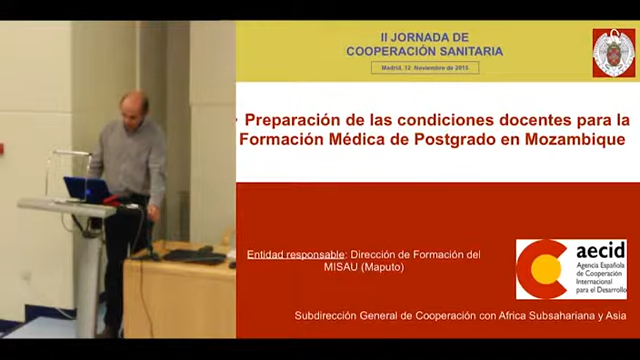 II JORNADA DE
COOPERACIÓN SANITARIA
Madrid, 12 Noviembre de 2015
Preparación de las condiciones docentes para la
Formación Médica de Postgrado en Mozambique
Entidad responsable: Dirección de Formación del
MISAU (Maputo)
aecid
Agencia Española
de Cooperación
Internacional
para el Desarrollo
Subdirección General de Cooperación con Africa Subsahariana y Asia